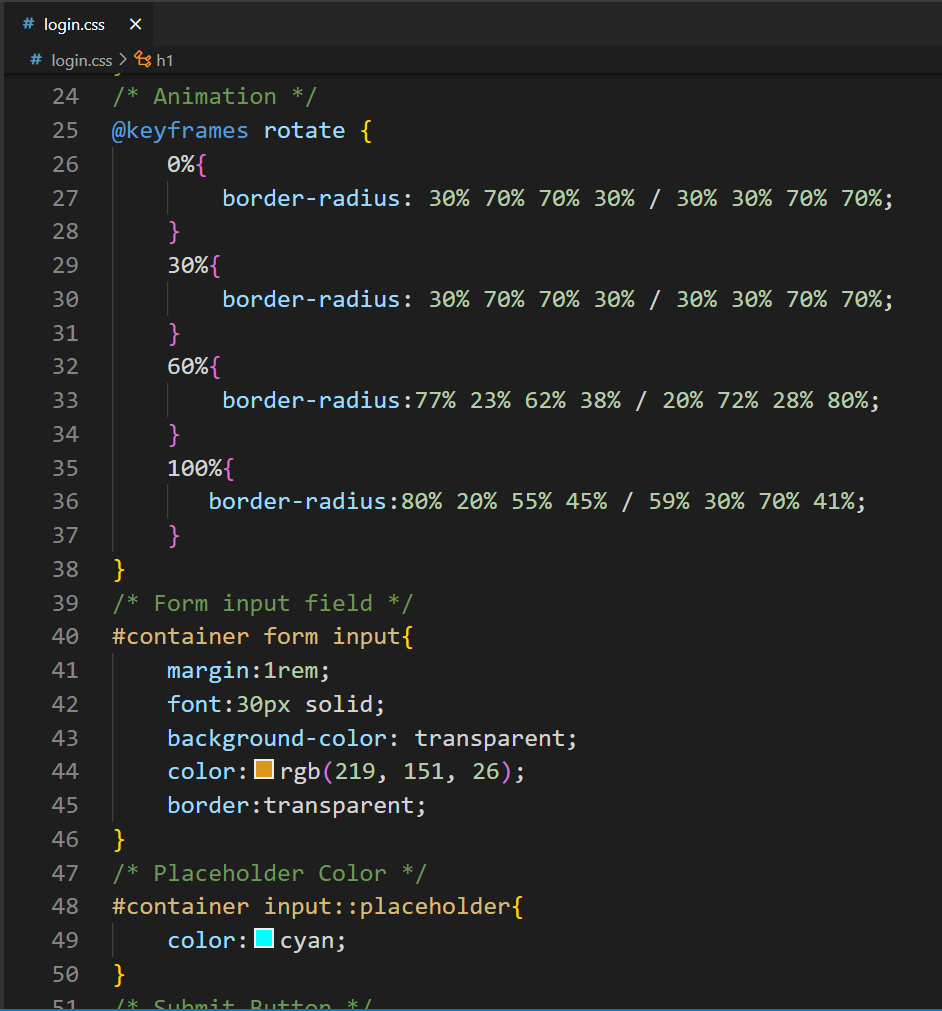 # login.css ×
# login.css > h1
24 /* Animation */
25 @keyframes rotate {
26     0%{
27         border-radius: 30% 70% 70% 30% / 30% 30% 70% 70%;
28     }
29     30%{
30         border-radius: 30% 70% 70% 30% / 30% 30% 70% 70%;
31     }
32     60%{
33         border-radius:77% 23% 62% 38% / 20% 72% 28% 80%;
34     }
35     100%{
36        border-radius:80% 20% 55% 45% / 59% 30% 70% 41%;
37     }
38 }
39 /* Form input field */
40 #container form input{
41     margin:1rem;
42     font:30px solid;
43     background-color: transparent;
44     color:rgb(219, 151, 26);
45     border:transparent;
46 }
47 /* Placeholder Color */
48 #container input::placeholder{
49     color:cyan;
50 }
51 /* Submit Button */